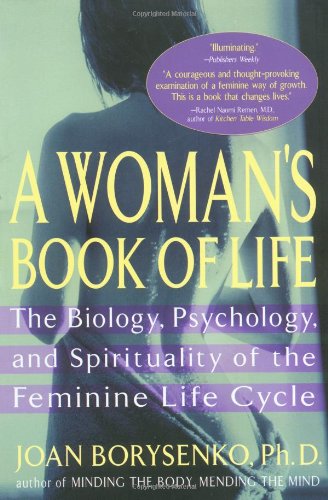 "Illuminating."
—Publishers Weekly
"A courageous and thought-provoking
examination of a feminine way of growth.
This is a book that changes lives."
—Rachel Naomi Remen, M.D.,
author of Kitchen Table Wisdom
A WOMAN'S
BOOK OF LIFE
The Biology, Psychology,
and Spirituality of the
Feminine Life Cycle
JOAN BORYSENKO, Ph.D.
author of MINDING THE BODY, MENDING THE MIND